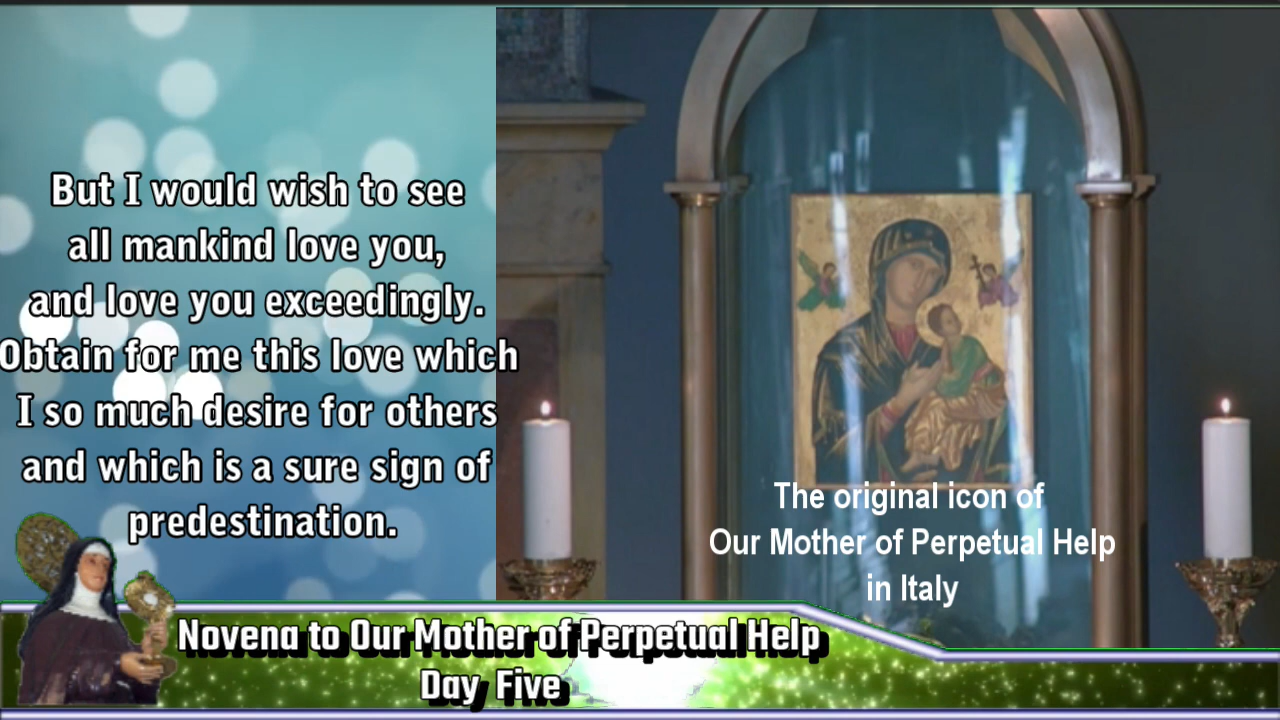 But I would wish to see
all mankind love you,
and love you exceedingly.
Obtain for me this love which
I so much desire for others
and which is a sure sign of
predestination.
The original icon of
Our Mother of Perpetual Help
in Italy
Novena to Our Mother of Perpetual Help
Day Five